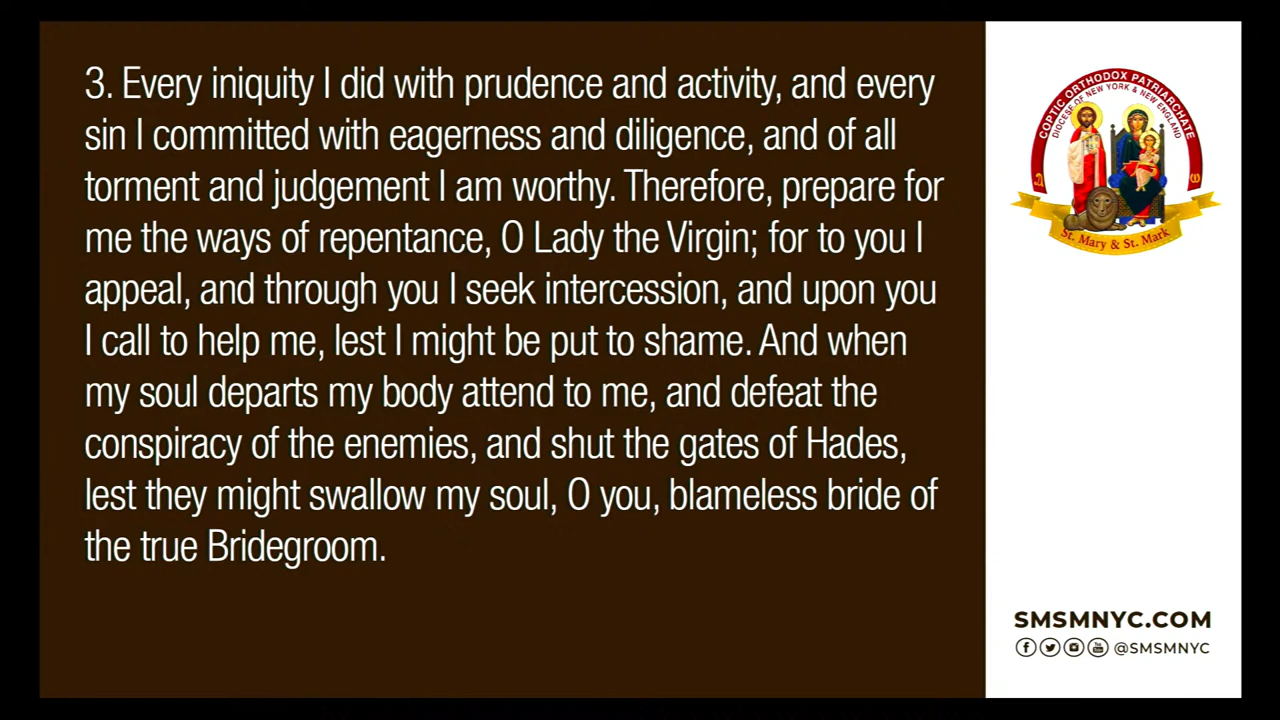 3. Every iniquity I did with prudence and activity, and every
sin I committed with eagerness and diligence, and of all
torment and judgement I am worthy. Therefore, prepare for
me the ways of repentance, O Lady the Virgin; for to you I
appeal, and through you I seek intercession, and upon you
I call to help me, lest I might be put to shame. And when
my soul departs my body attend to me, and defeat the
conspiracy of the enemies, and shut the gates of Hades,
lest they might swallow my soul, O you, blameless bride of
the true Bridegroom.
COPTIC ORTHODOX PATRIARCHATE
DIOCESE OF NEW YORK & NEW ENGLAND
St. Mary & St. Mark
SMSMNYC.COM
@SMSMNYC